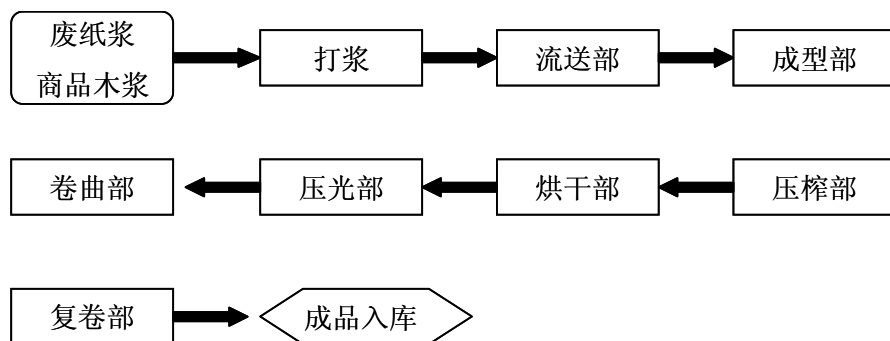 废纸浆
商品木浆
打浆
流送部
成型部
卷曲部
压光部
烘干部
压榨部
复卷部
成品入库